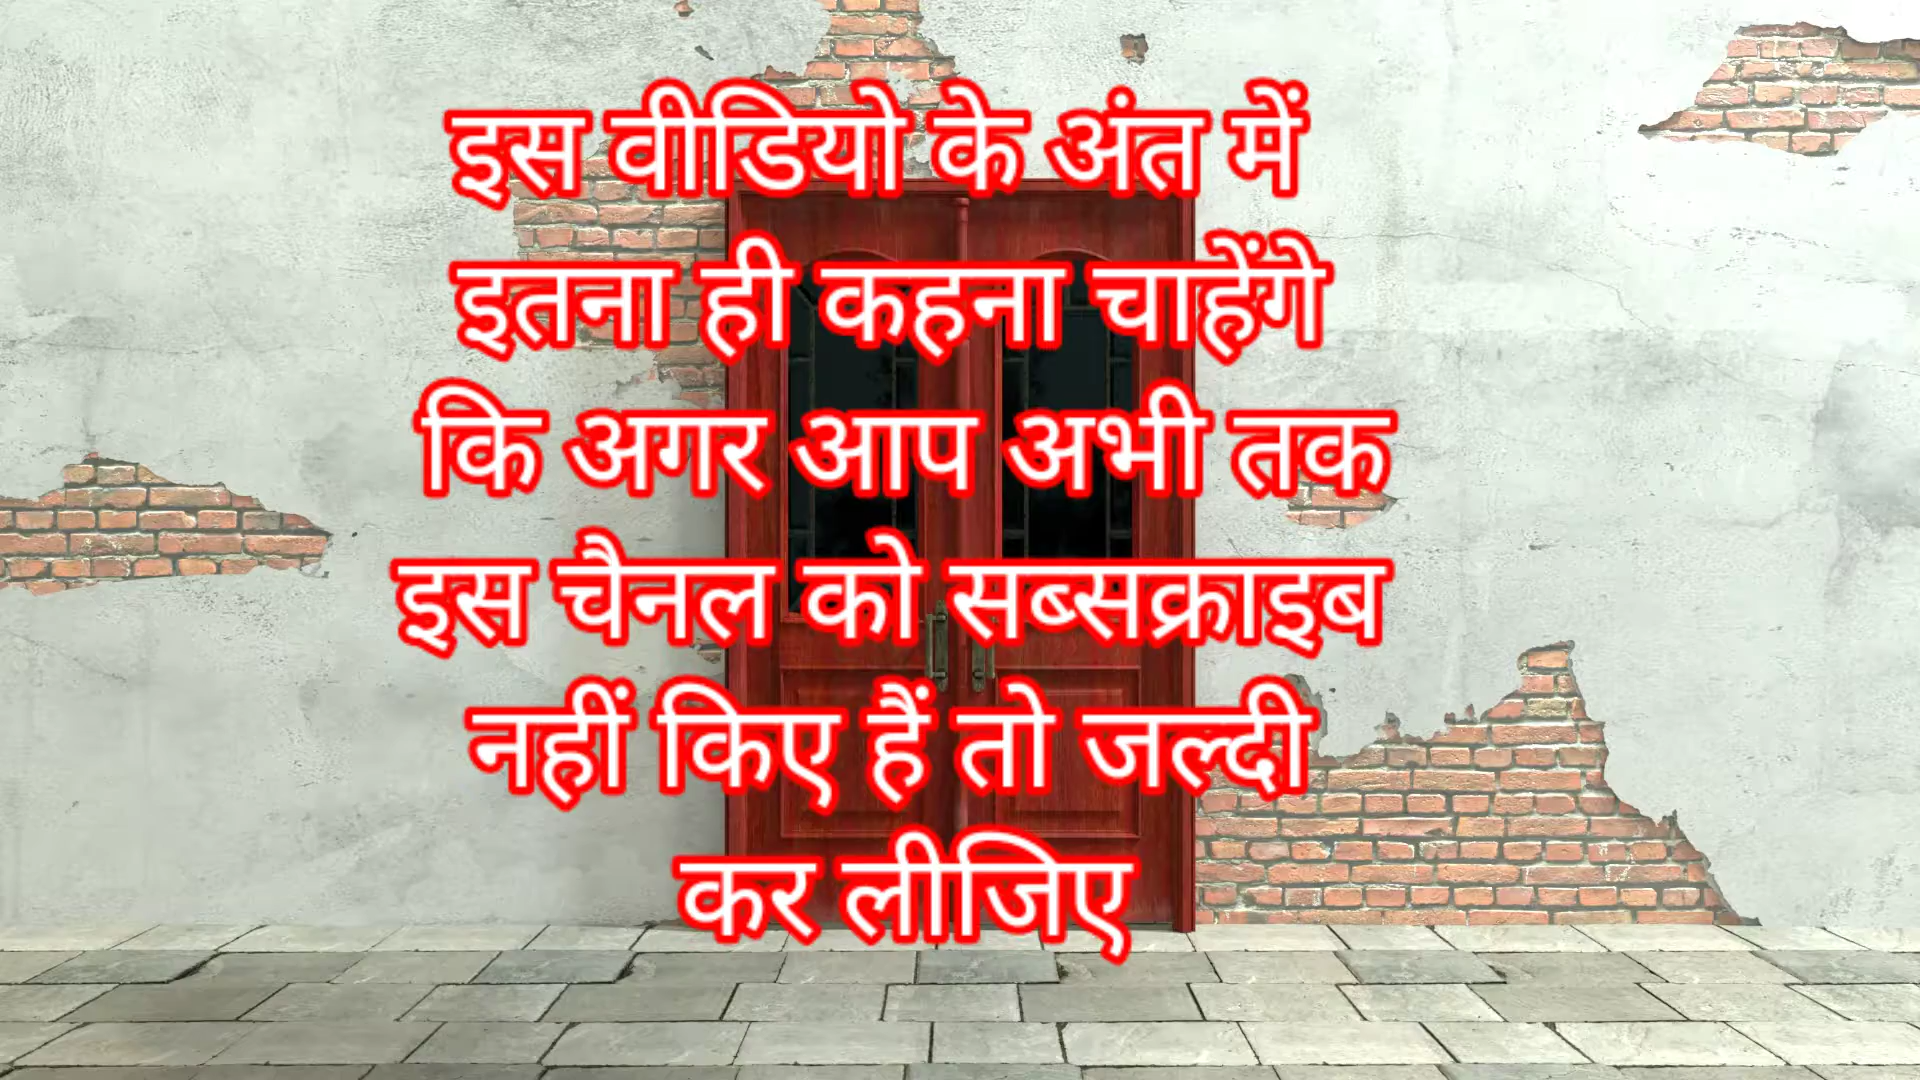 इस वीडियो के अंत में
इतना ही कहना चाहेंगे
कि अगर आप अभी तक
इस चैनल को सब्सक्राइब
नहीं किए हैं तो जल्दी
कर लीजिए